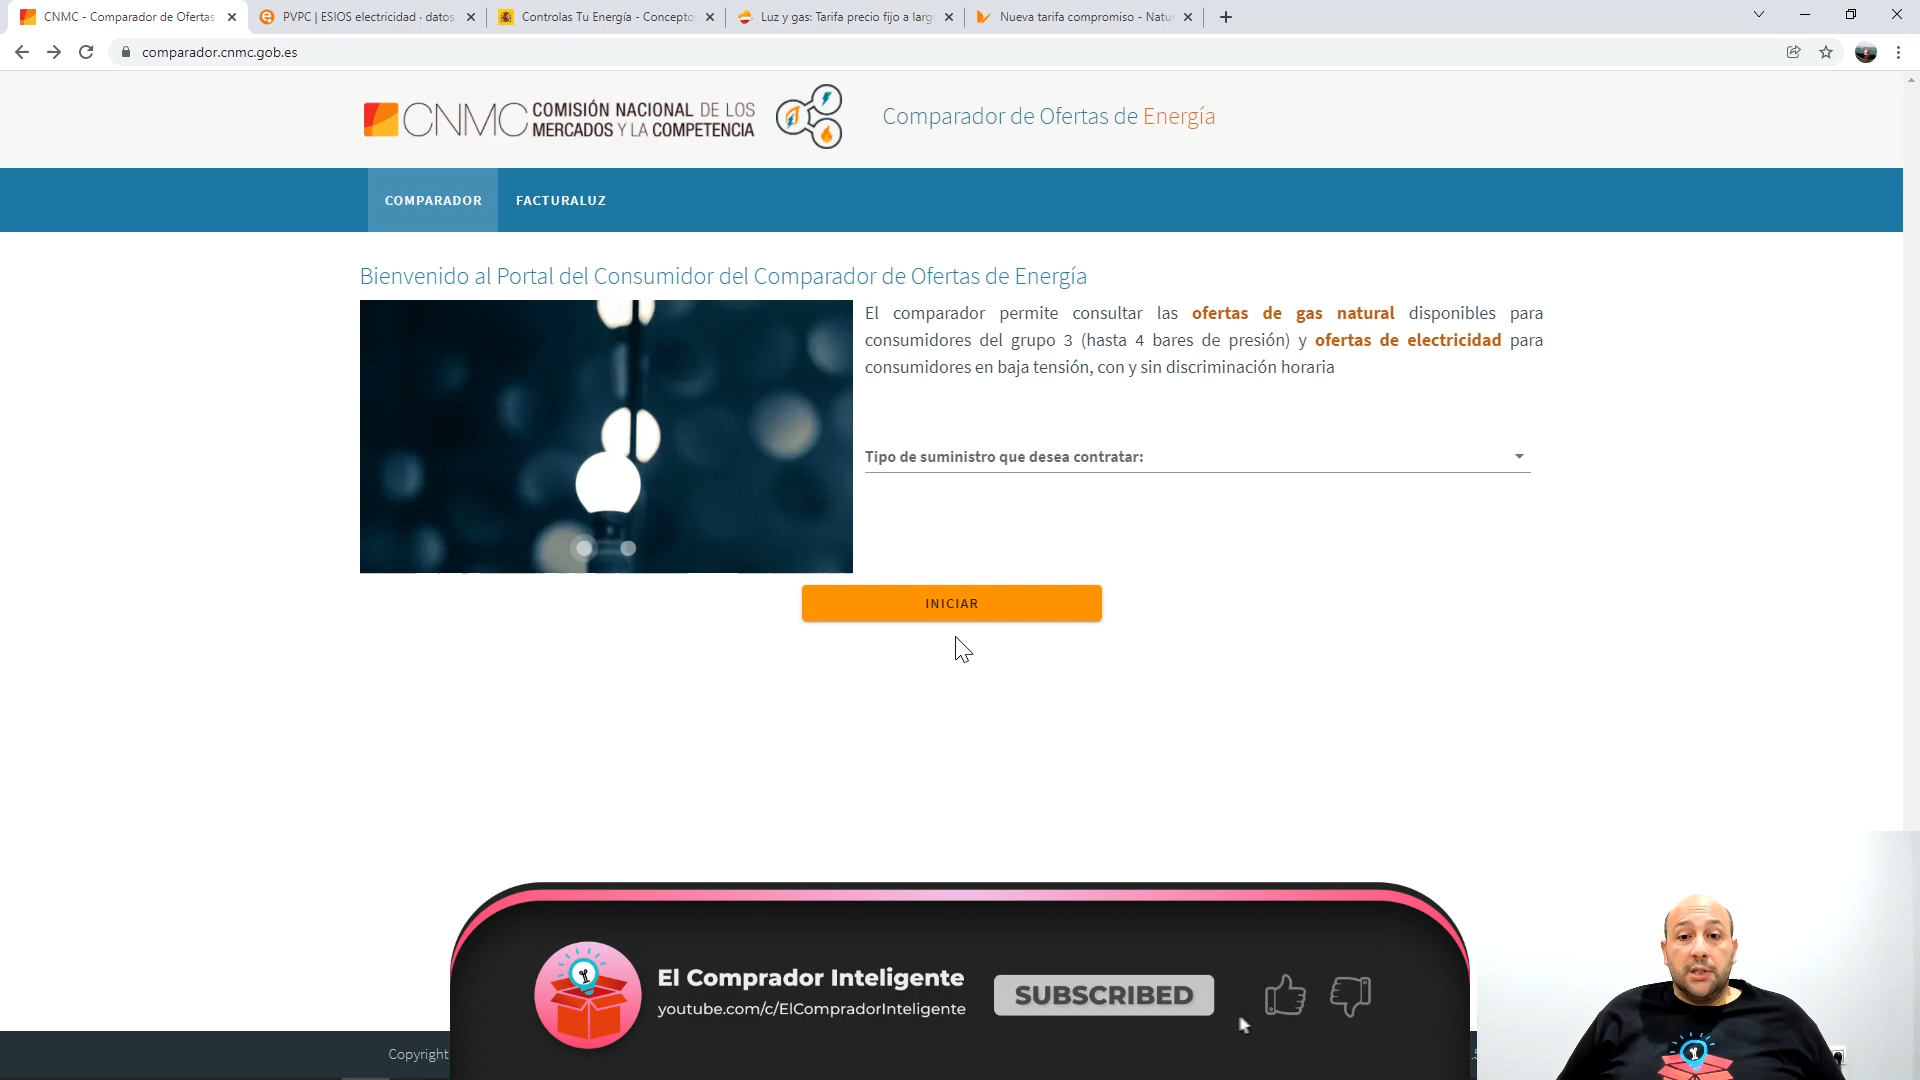 CNMC - Comparador de Ofertas
PVPC | ESIOS electricidad · datos
Controlas Tu Energía - Concepto
Luz y gas: Tarifa precio fijo a larg
Nueva tarifa compromiso - Natu
comparador.cnmc.gob.es
CNMC COMISIÓN NACIONAL DE LOS
MERCADOS Y LA COMPETENCIA
Comparador de Ofertas de Energía
COMPARADOR
FACTURALUZ
Bienvenido al Portal del Consumidor del Comparador de Ofertas de Energía
El comparador permite consultar las ofertas de gas natural disponibles para
consumidores del grupo 3 (hasta 4 bares de presión) y ofertas de electricidad para
consumidores en baja tensión, con y sin discriminación horaria
Tipo de suministro que desea contratar:
INICIAR
El Comprador Inteligente
youtube.com/c/ElCompradorInteligente
SUBSCRIBED
Copyright